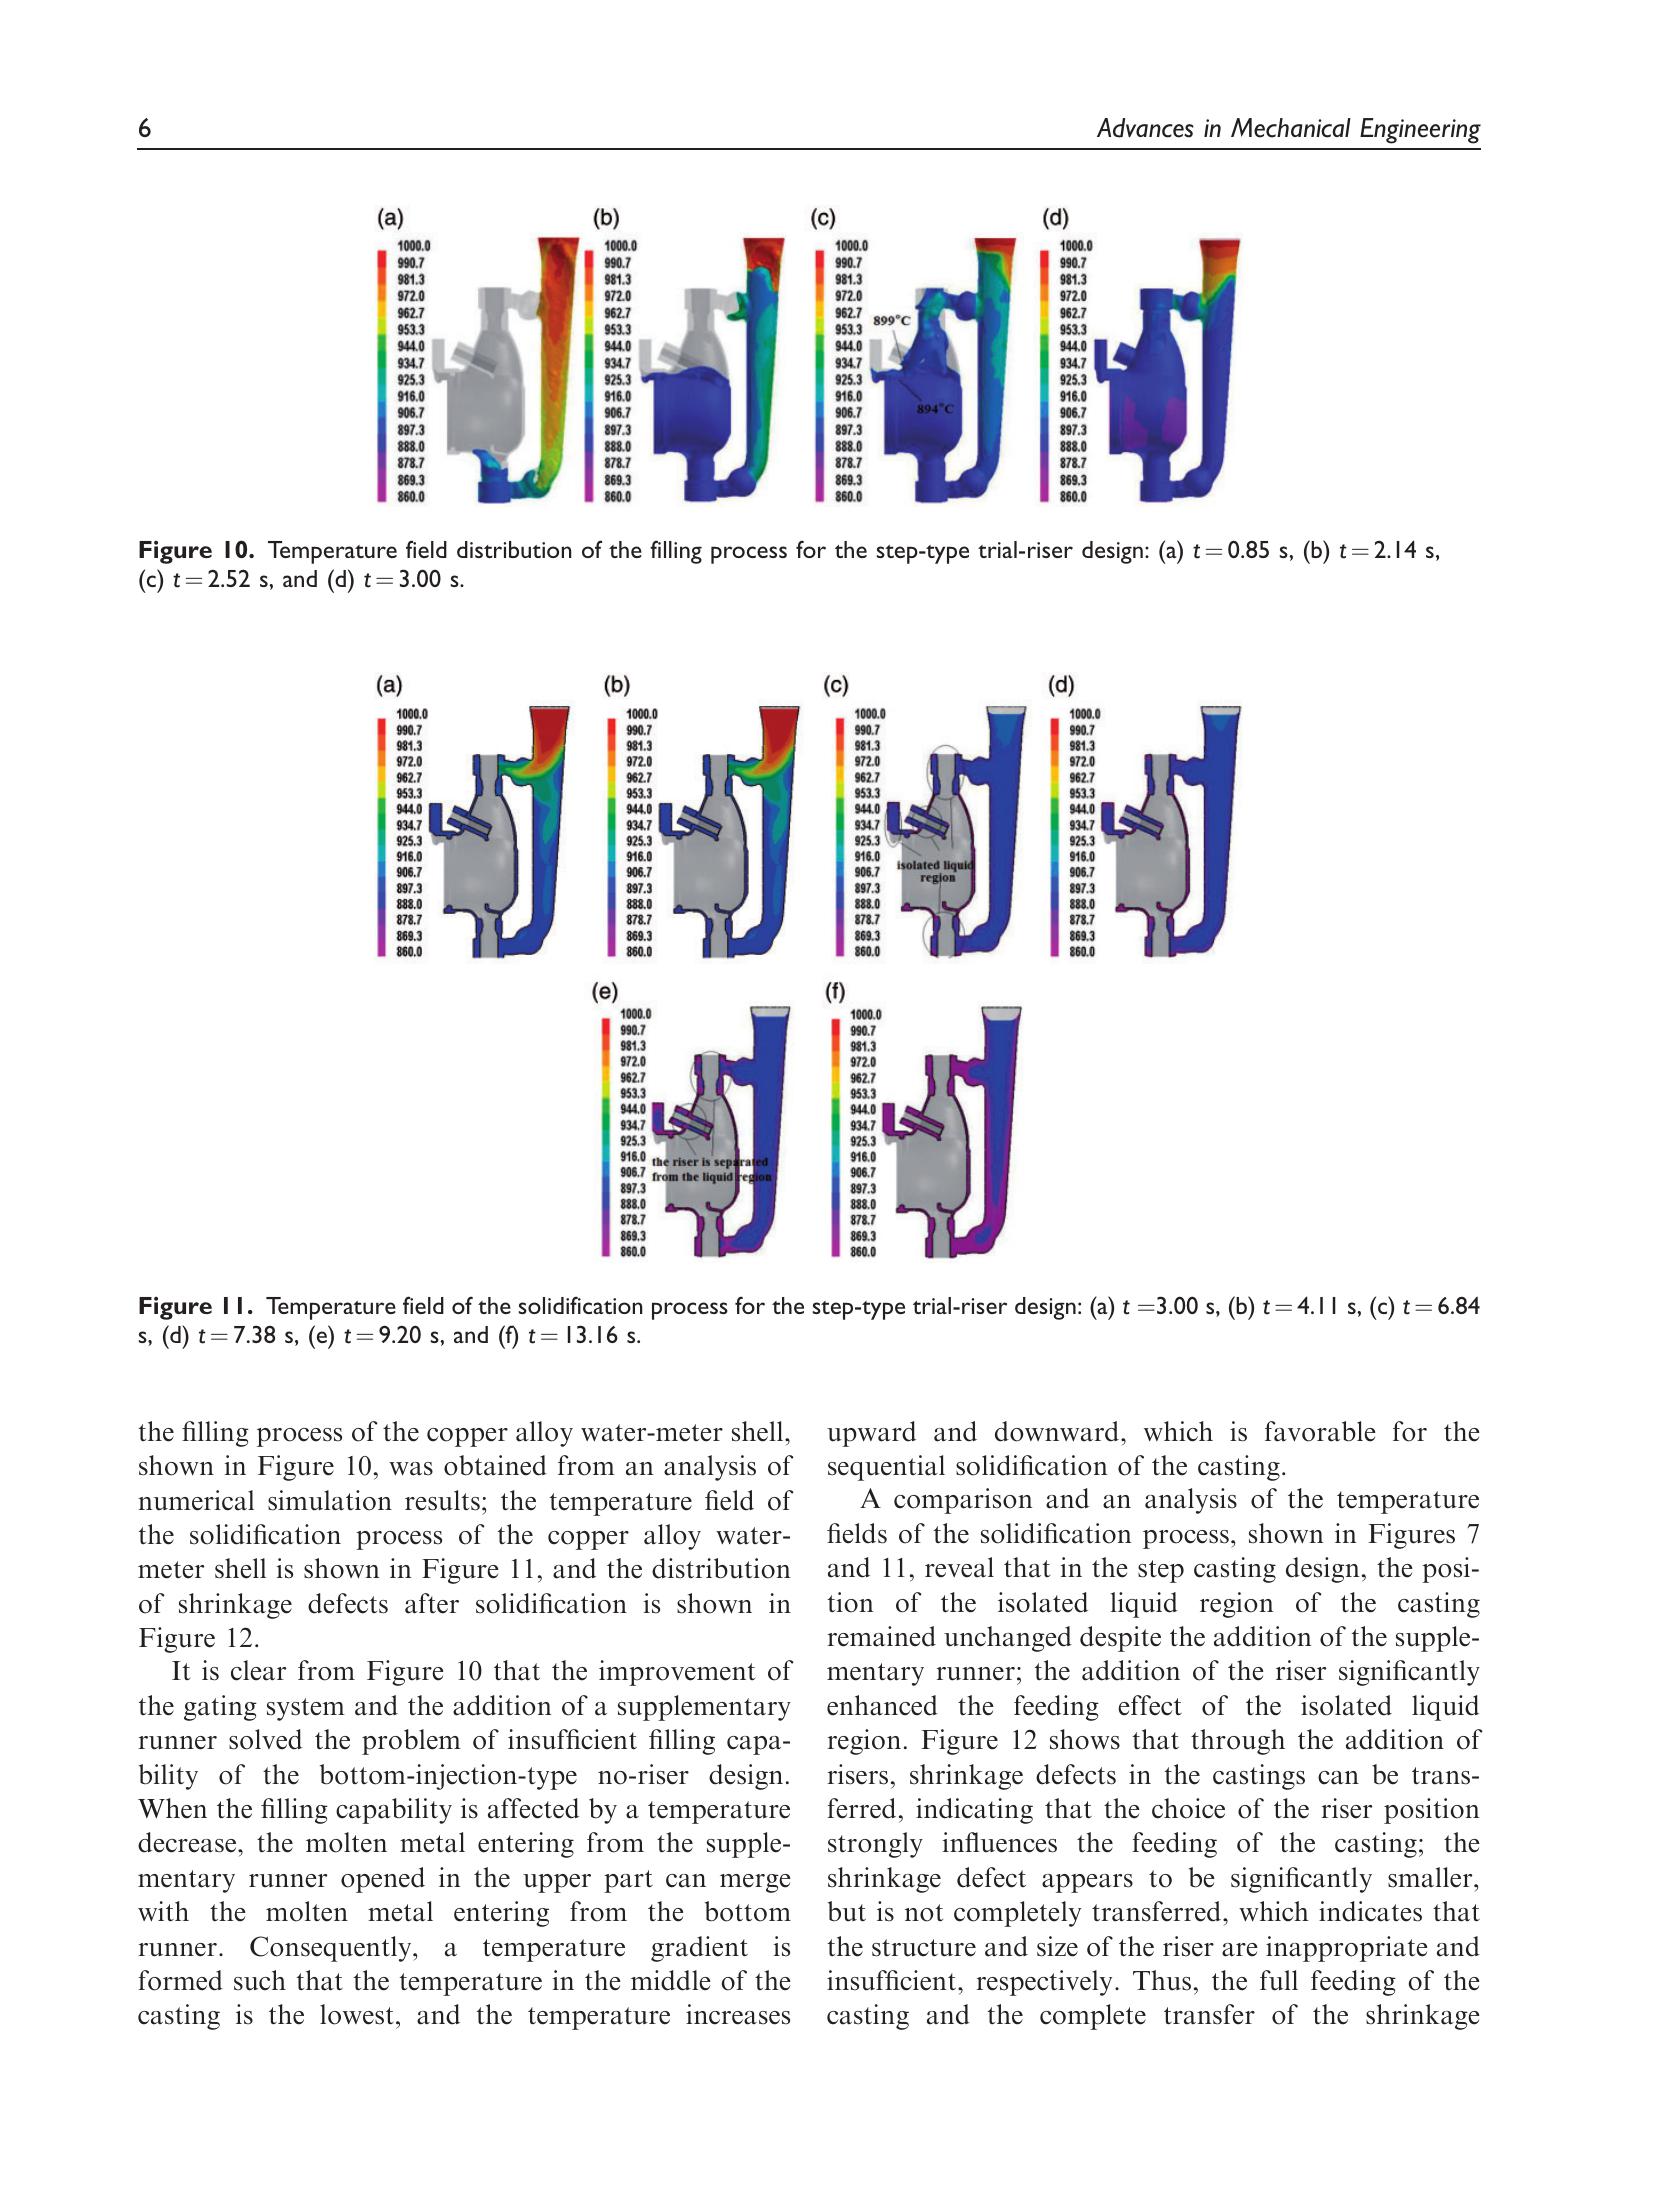 6
Advances in Mechanical Engineering
(a)
1000.0
990.7
981.3
972.0
962.7
953.3
944.0
934.7
925.3
916.0
906.7
897.3
888.0
878.7
869.3
860.0
(b)
1000.0
990.7
981.3
972.0
962.7
953.3
944.0
934.7
925.3
916.0
906.7
897.3
888.0
878.7
869.3
860.0
(c)
1000.0
990.7
981.3
972.0
962.7
953.3
944.0
934.7
925.3
916.0
906.7
897.3
888.0
878.7
869.3
860.0
899°C
894°C
(d)
1000.0
990.7
981.3
972.0
962.7
953.3
944.0
934.7
925.3
916.0
906.7
897.3
888.0
878.7
869.3
860.0
Figure 10. Temperature field distribution of the filling process for the step-type trial-riser design: (a) t = 0.85 s, (b) t = 2.14 s,
(c) t = 2.52 s, and (d) t = 3.00 s.
(a)
1000.0
990.7
981.3
972.0
962.7
953.3
944.0
934.7
925.3
916.0
906.7
897.3
888.0
878.7
869.3
860.0
(b)
1000.0
990.7
981.3
972.0
962.7
953.3
944.0
934.7
925.3
916.0
906.7
897.3
888.0
878.7
869.3
860.0
(c)
1000.0
990.7
981.3
972.0
962.7
953.3
944.0
934.7
925.3
916.0
906.7
897.3
888.0
878.7
869.3
860.0
isolated liquid
region
(d)
1000.0
990.7
981.3
972.0
962.7
953.3
944.0
934.7
925.3
916.0
906.7
897.3
888.0
878.7
869.3
860.0
(e)
1000.0
990.7
981.3
972.0
962.7
953.3
944.0
934.7
925.3
916.0
906.7
897.3
888.0
878.7
869.3
860.0
the riser is separated
from the liquid region
(f)
1000.0
990.7
981.3
972.0
962.7
953.3
944.0
934.7
925.3
916.0
906.7
897.3
888.0
878.7
869.3
860.0
Figure 11. Temperature field of the solidification process for the step-type trial-riser design: (a) t =3.00 s, (b) t = 4.11 s, (c) t = 6.84
s, (d) t = 7.38 s, (e) t = 9.20 s, and (f) t = 13.16 s.
the filling process of the copper alloy water-meter shell,
shown in Figure 10, was obtained from an analysis of
numerical simulation results; the temperature field of
the solidification process of the copper alloy water-
meter shell is shown in Figure 11, and the distribution
of shrinkage defects after solidification is shown in
Figure 12.
It is clear from Figure 10 that the improvement of
the gating system and the addition of a supplementary
runner solved the problem of insufficient filling capa-
bility of the bottom-injection-type no-riser design.
When the filling capability is affected by a temperature
decrease, the molten metal entering from the supple-
mentary runner opened in the upper part can merge
with the molten metal entering from the bottom
runner. Consequently, a temperature gradient is
formed such that the temperature in the middle of the
casting is the lowest, and the temperature increases
upward and downward, which is favorable for the
sequential solidification of the casting.
A comparison and an analysis of the temperature
fields of the solidification process, shown in Figures 7
and 11, reveal that in the step casting design, the posi-
tion of the isolated liquid region of the casting
remained unchanged despite the addition of the supple-
mentary runner; the addition of the riser significantly
enhanced the feeding effect of the isolated liquid
region. Figure 12 shows that through the addition of
risers, shrinkage defects in the castings can be trans-
ferred, indicating that the choice of the riser position
strongly influences the feeding of the casting; the
shrinkage defect appears to be significantly smaller,
but is not completely transferred, which indicates that
the structure and size of the riser are inappropriate and
insufficient, respectively. Thus, the full feeding of the
casting and the complete transfer of the shrinkage